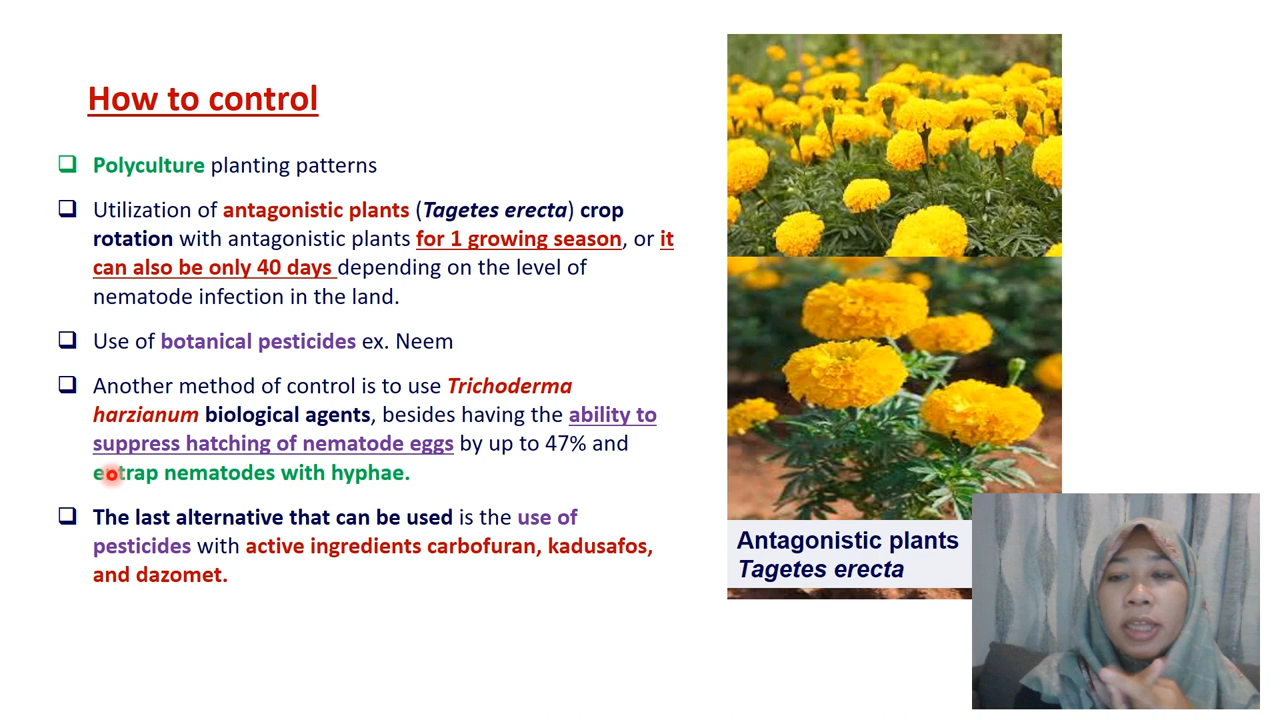 How to control
Polyculture planting patterns
Utilization of antagonistic plants (Tagetes erecta) crop
rotation with antagonistic plants for 1 growing season, or it
can also be only 40 days depending on the level of
nematode infection in the land.
Use of botanical pesticides ex. Neem
Another method of control is to use Trichoderma
harzianum biological agents, besides having the ability to
suppress hatching of nematode eggs by up to 47% and
entrap nematodes with hyphae.
The last alternative that can be used is the use of
pesticides with active ingredients carbofuran, kadusafos,
and dazomet.
Antagonistic plants
Tagetes erecta